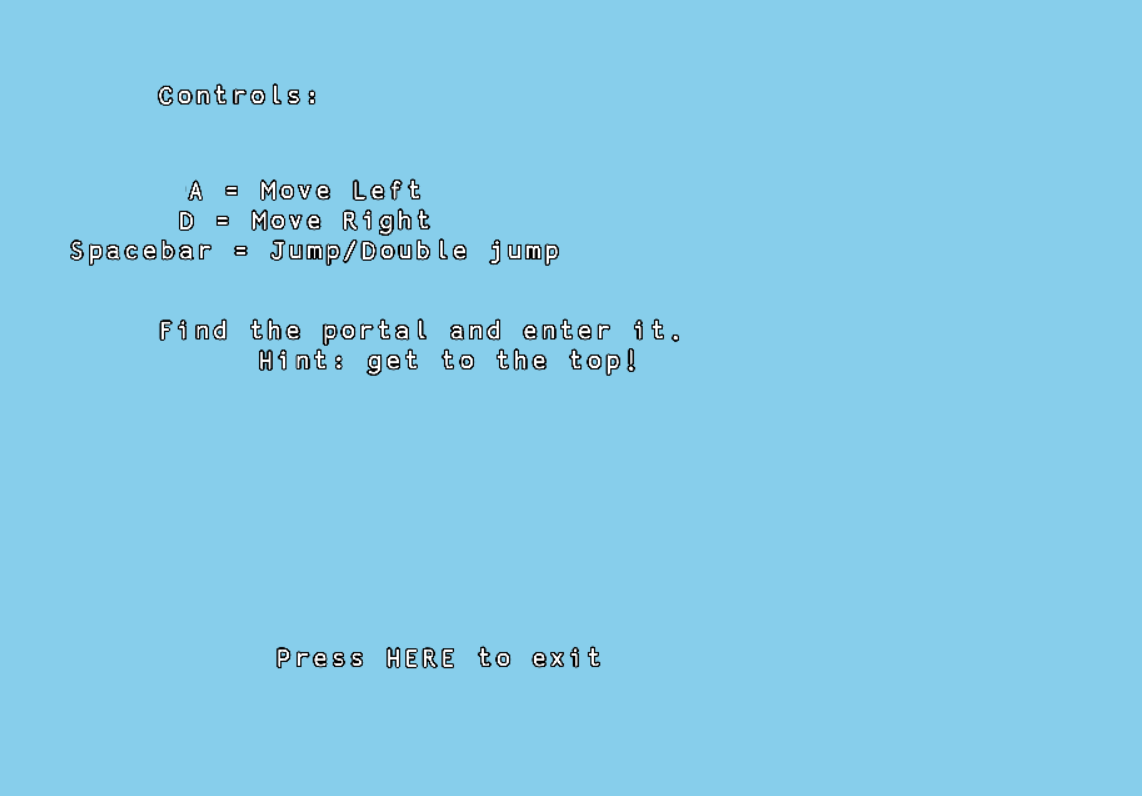 Controls:
A = Move Left
D = Move Right
Spacebar = Jump/Double jump
Find the portal and enter it.
Hint: get to the top!
Press HERE to exit